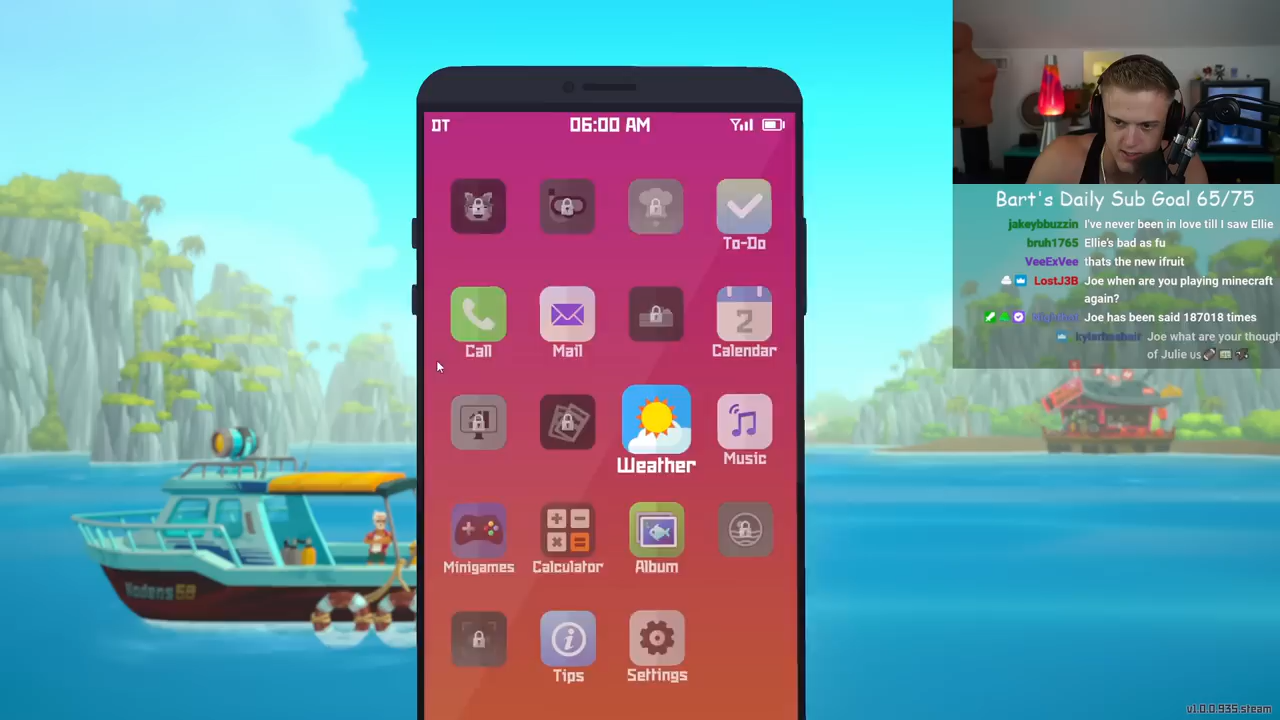 DT
06:00 AM
To-Do
Call
Mail
2
Calendar
Weather
Music
Minigames
Calculator
Album
Tips
Settings
Bart's Daily Sub Goal 65/75
jakeybbuzzin I've never been in love till I saw Ellie
bruh1765 Ellie's bad as fu
VeeExVee thats the new ifruit
LostJ3B Joe when are you playing minecraft
again?
Joe has been said 187018 times
Joe what are your though
of Julie us
v1.0.0.935.steam